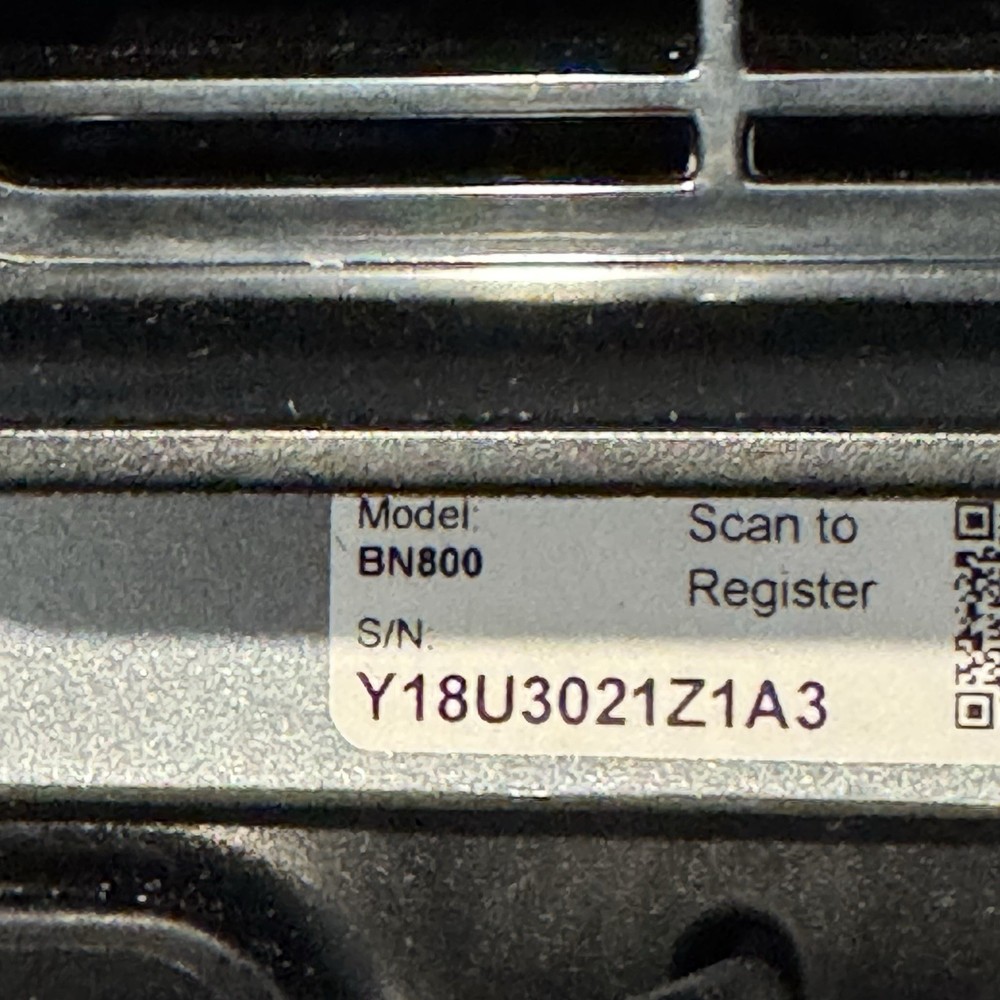 Model:
BN800
S/N:
Y18U3021Z1A3
Scan to
Register